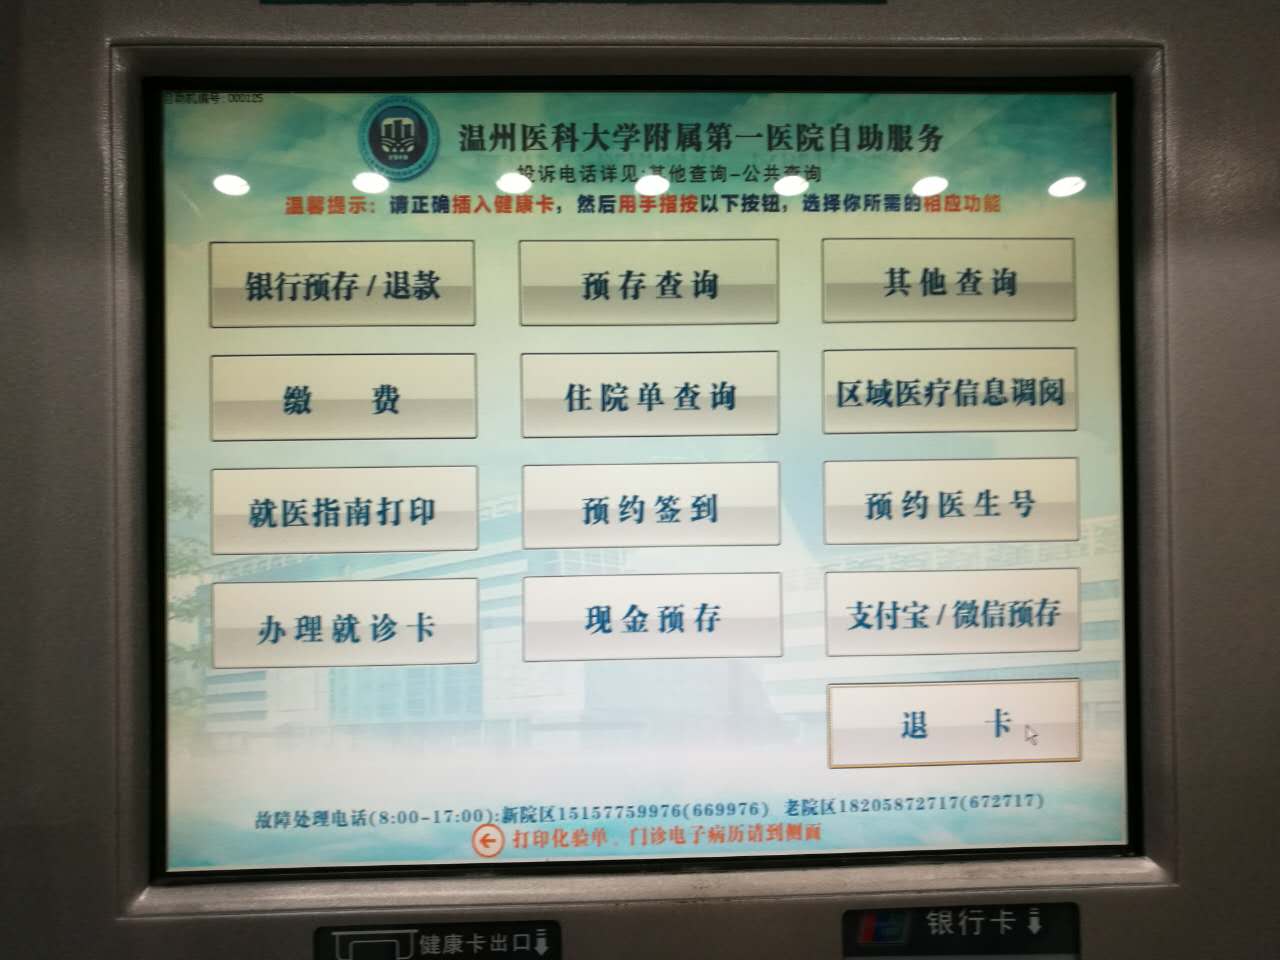 自助机编号:000125
温州医科大学附属第一医院自助服务
投诉电话详见:其他查询-公共查询
温馨提示：请正确插入健康卡，然后用手指按以下按钮，选择你所需的相应功能
银行预存/退款
预存查询
其他查询
缴 费
住院单查询
区域医疗信息调阅
就医指南打印
预约签到
预约医生号
办理就诊卡
现金预存
支付宝/微信预存
退 卡
故障处理电话(8:00-17:00):新院区15157759976(669976) 老院区18205872717(672717)
打印化验单、门诊电子病历请到侧面
健康卡出口
银行卡